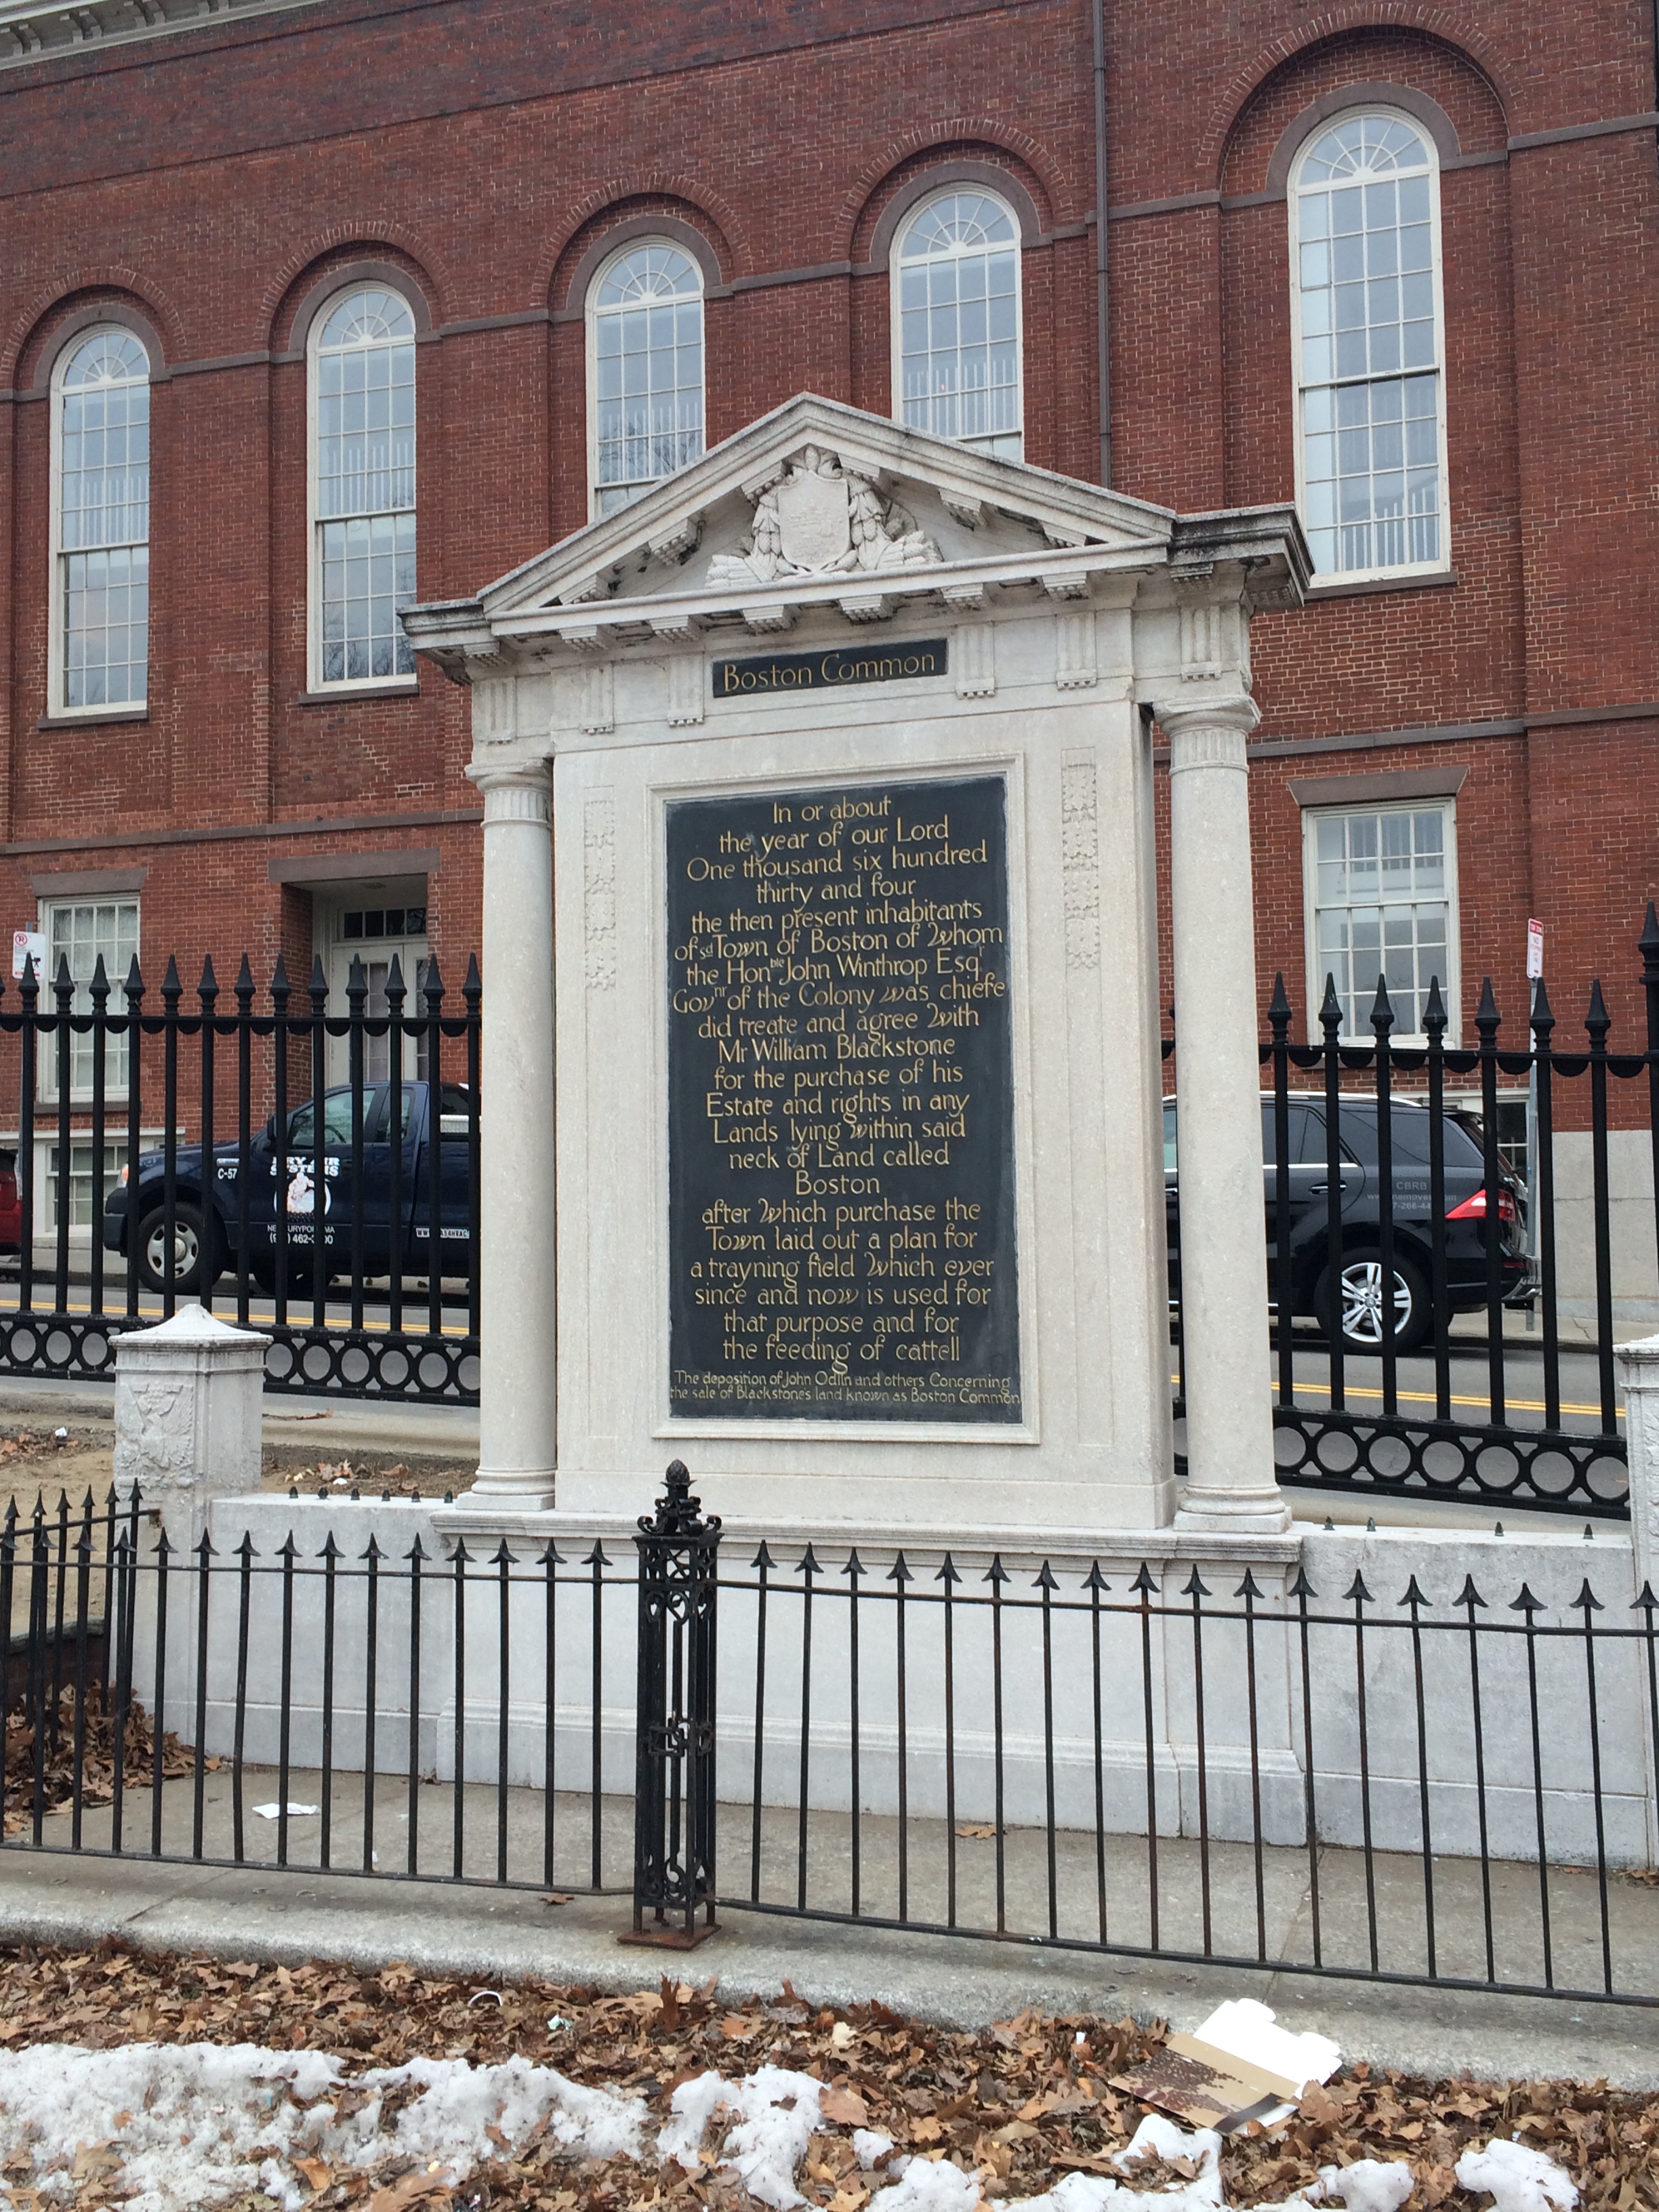 Boston Common
In or about
the year of our Lord
One thousand six hundred
thirty and four
the then present inhabitants
of sd Town of Boston of Whom
the Honble John Winthrop Esqr
Govnr of the Colony was chiefe
did treate and agree With
Mr William Blackstone
for the purchase of his
Estate and rights in any
Lands lying within said
neck of Land called
Boston
after Which purchase the
Town laid out a plan for
a trayning field Which ever
since and now is used for
that purpose and for
the feeding of cattell
The deposition of John Odlin and others Concerning
the sale of Blackstones land known as Boston Common
C-57
SYSTEMS
CBRB